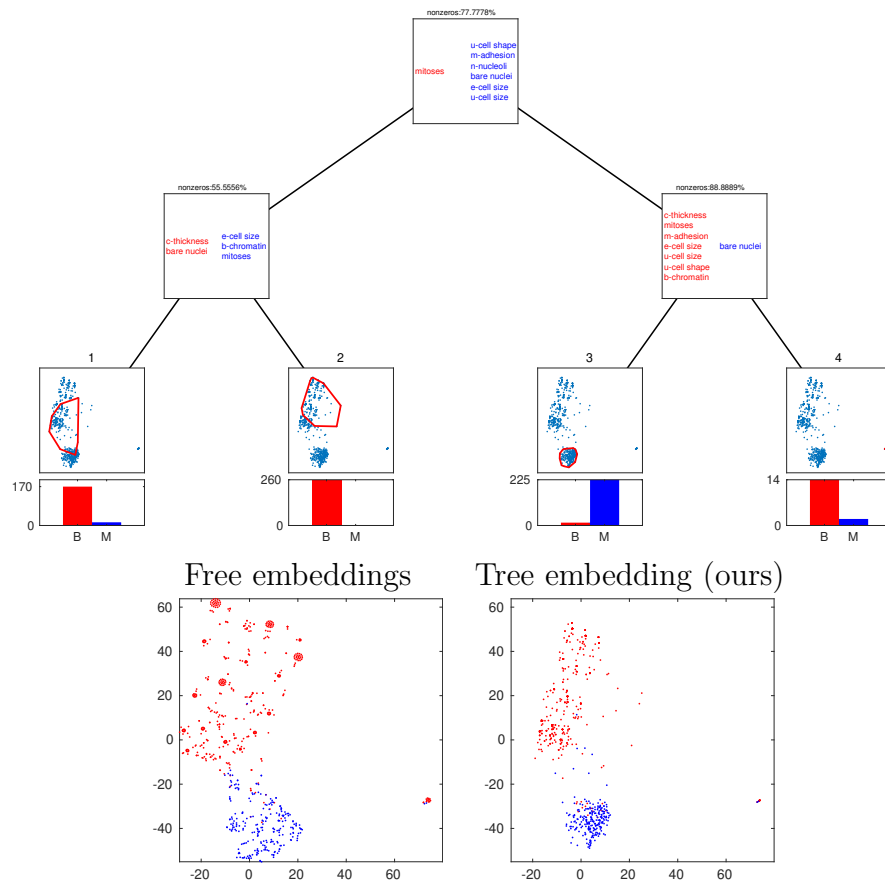 nonzeros:77.7778%
mitoses
u-cell shape
m-adhesion
n-nucleoli
bare nuclei
e-cell size
u-cell size
nonzeros:55.5556%
c-thickness
bare nuclei
e-cell size
b-chromatin
mitoses
nonzeros:88.8889%
c-thickness
mitoses
m-adhesion
e-cell size
u-cell size
u-cell shape
b-chromatin
bare nuclei
1
2
3
4
170
0
B M
260
0
B M
225
0
B M
14
0
B M
Free embeddings
60
40
20
0
-20
-40
-20 0 20 40 60
Tree embedding (ours)
60
40
20
0
-20
-40
-20 0 20 40 60